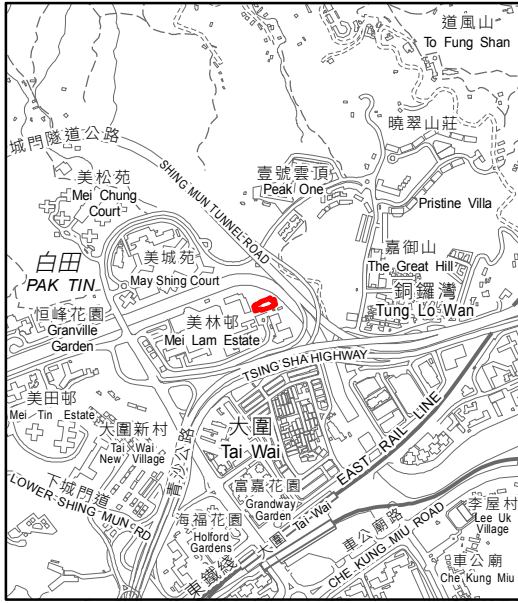 道風山
To Fung Shan
城門隧道公路
曉翠山莊
美松苑
Mei Chung
Court
SHING MUN TUNNEL ROAD
壹號雲頂
Peak One
Pristine Villa
白田
PAK TIN
美城苑
May Shing Court
嘉御山
The Great Hill
銅鑼灣
Tung Lo Wan
恒峰花園
Granville
Garden
美林邨
Mei Lam Estate
TSING SHA HIGHWAY
美田邨
Mei Tin Estate
大圍新村
Tai Wai
New Village
青沙公路
大圍
Tai Wai
EAST RAIL LINE
下城門道
LOWER SHING MUN RD
富嘉花園
Grandway
Garden
海福花園
Holford
Gardens
大圍
Tai Wai
東鐵綫
車公廟路
CHE KUNG MIU ROAD
李屋村
Lee Uk
Village
車公廟
Che Kung Miu